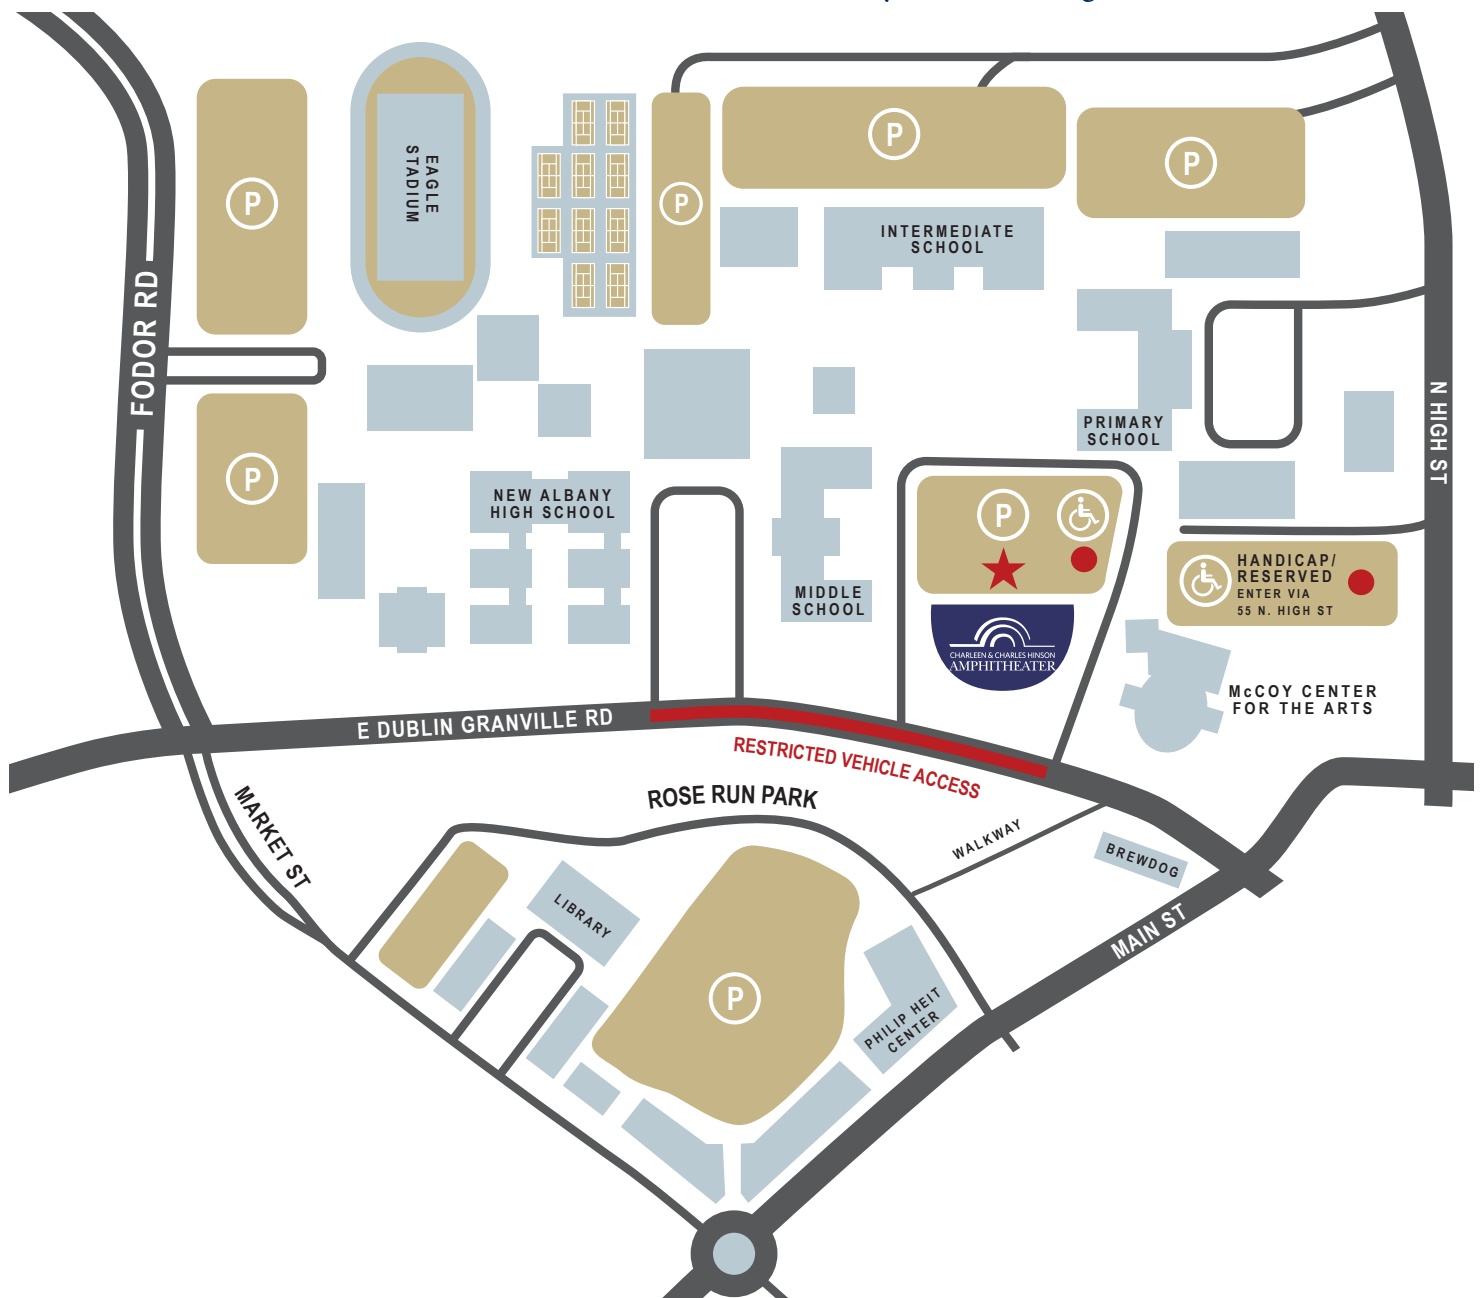 P
P
P
P
EAGLE
STADIUM
P
INTERMEDIATE
SCHOOL
FODOR RD
N HIGH ST
PRIMARY
SCHOOL
P
NEW ALBANY
HIGH SCHOOL
P
HANDICAP/
RESERVED
ENTER VIA
55 N. HIGH ST
MIDDLE
SCHOOL
CHARLEEN & CHARLES HINSON
AMPHITHEATER
McCOY CENTER
FOR THE ARTS
E DUBLIN GRANVILLE RD
RESTRICTED VEHICLE ACCESS
ROSE RUN PARK
MARKET ST
WALKWAY
BREWDOG
LIBRARY
MAIN ST
P
PHILIP HEIT
CENTER